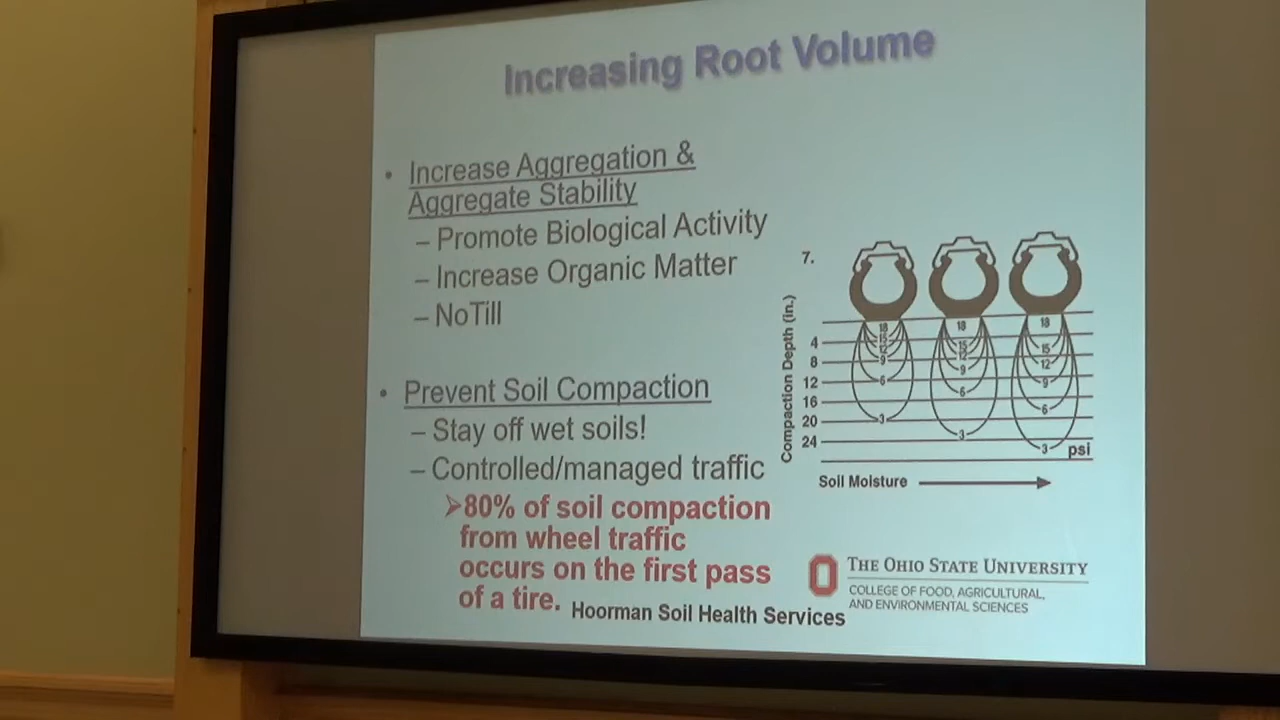 Increasing Root Volume
• Increase Aggregation &
Aggregate Stability
– Promote Biological Activity
– Increase Organic Matter
– NoTill
• Prevent Soil Compaction
– Stay off wet soils!
– Controlled/managed traffic
➢80% of soil compaction
from wheel traffic
occurs on the first pass
of a tire.
Hoorman Soil Health Services
7.
Compaction Depth (in.)
4
8
12
16
20
24
18
9
6
3
18
15
12
9
6
3
18
15
12
9
6
3
psi
Soil Moisture
THE OHIO STATE UNIVERSITY
COLLEGE OF FOOD, AGRICULTURAL,
AND ENVIRONMENTAL SCIENCES